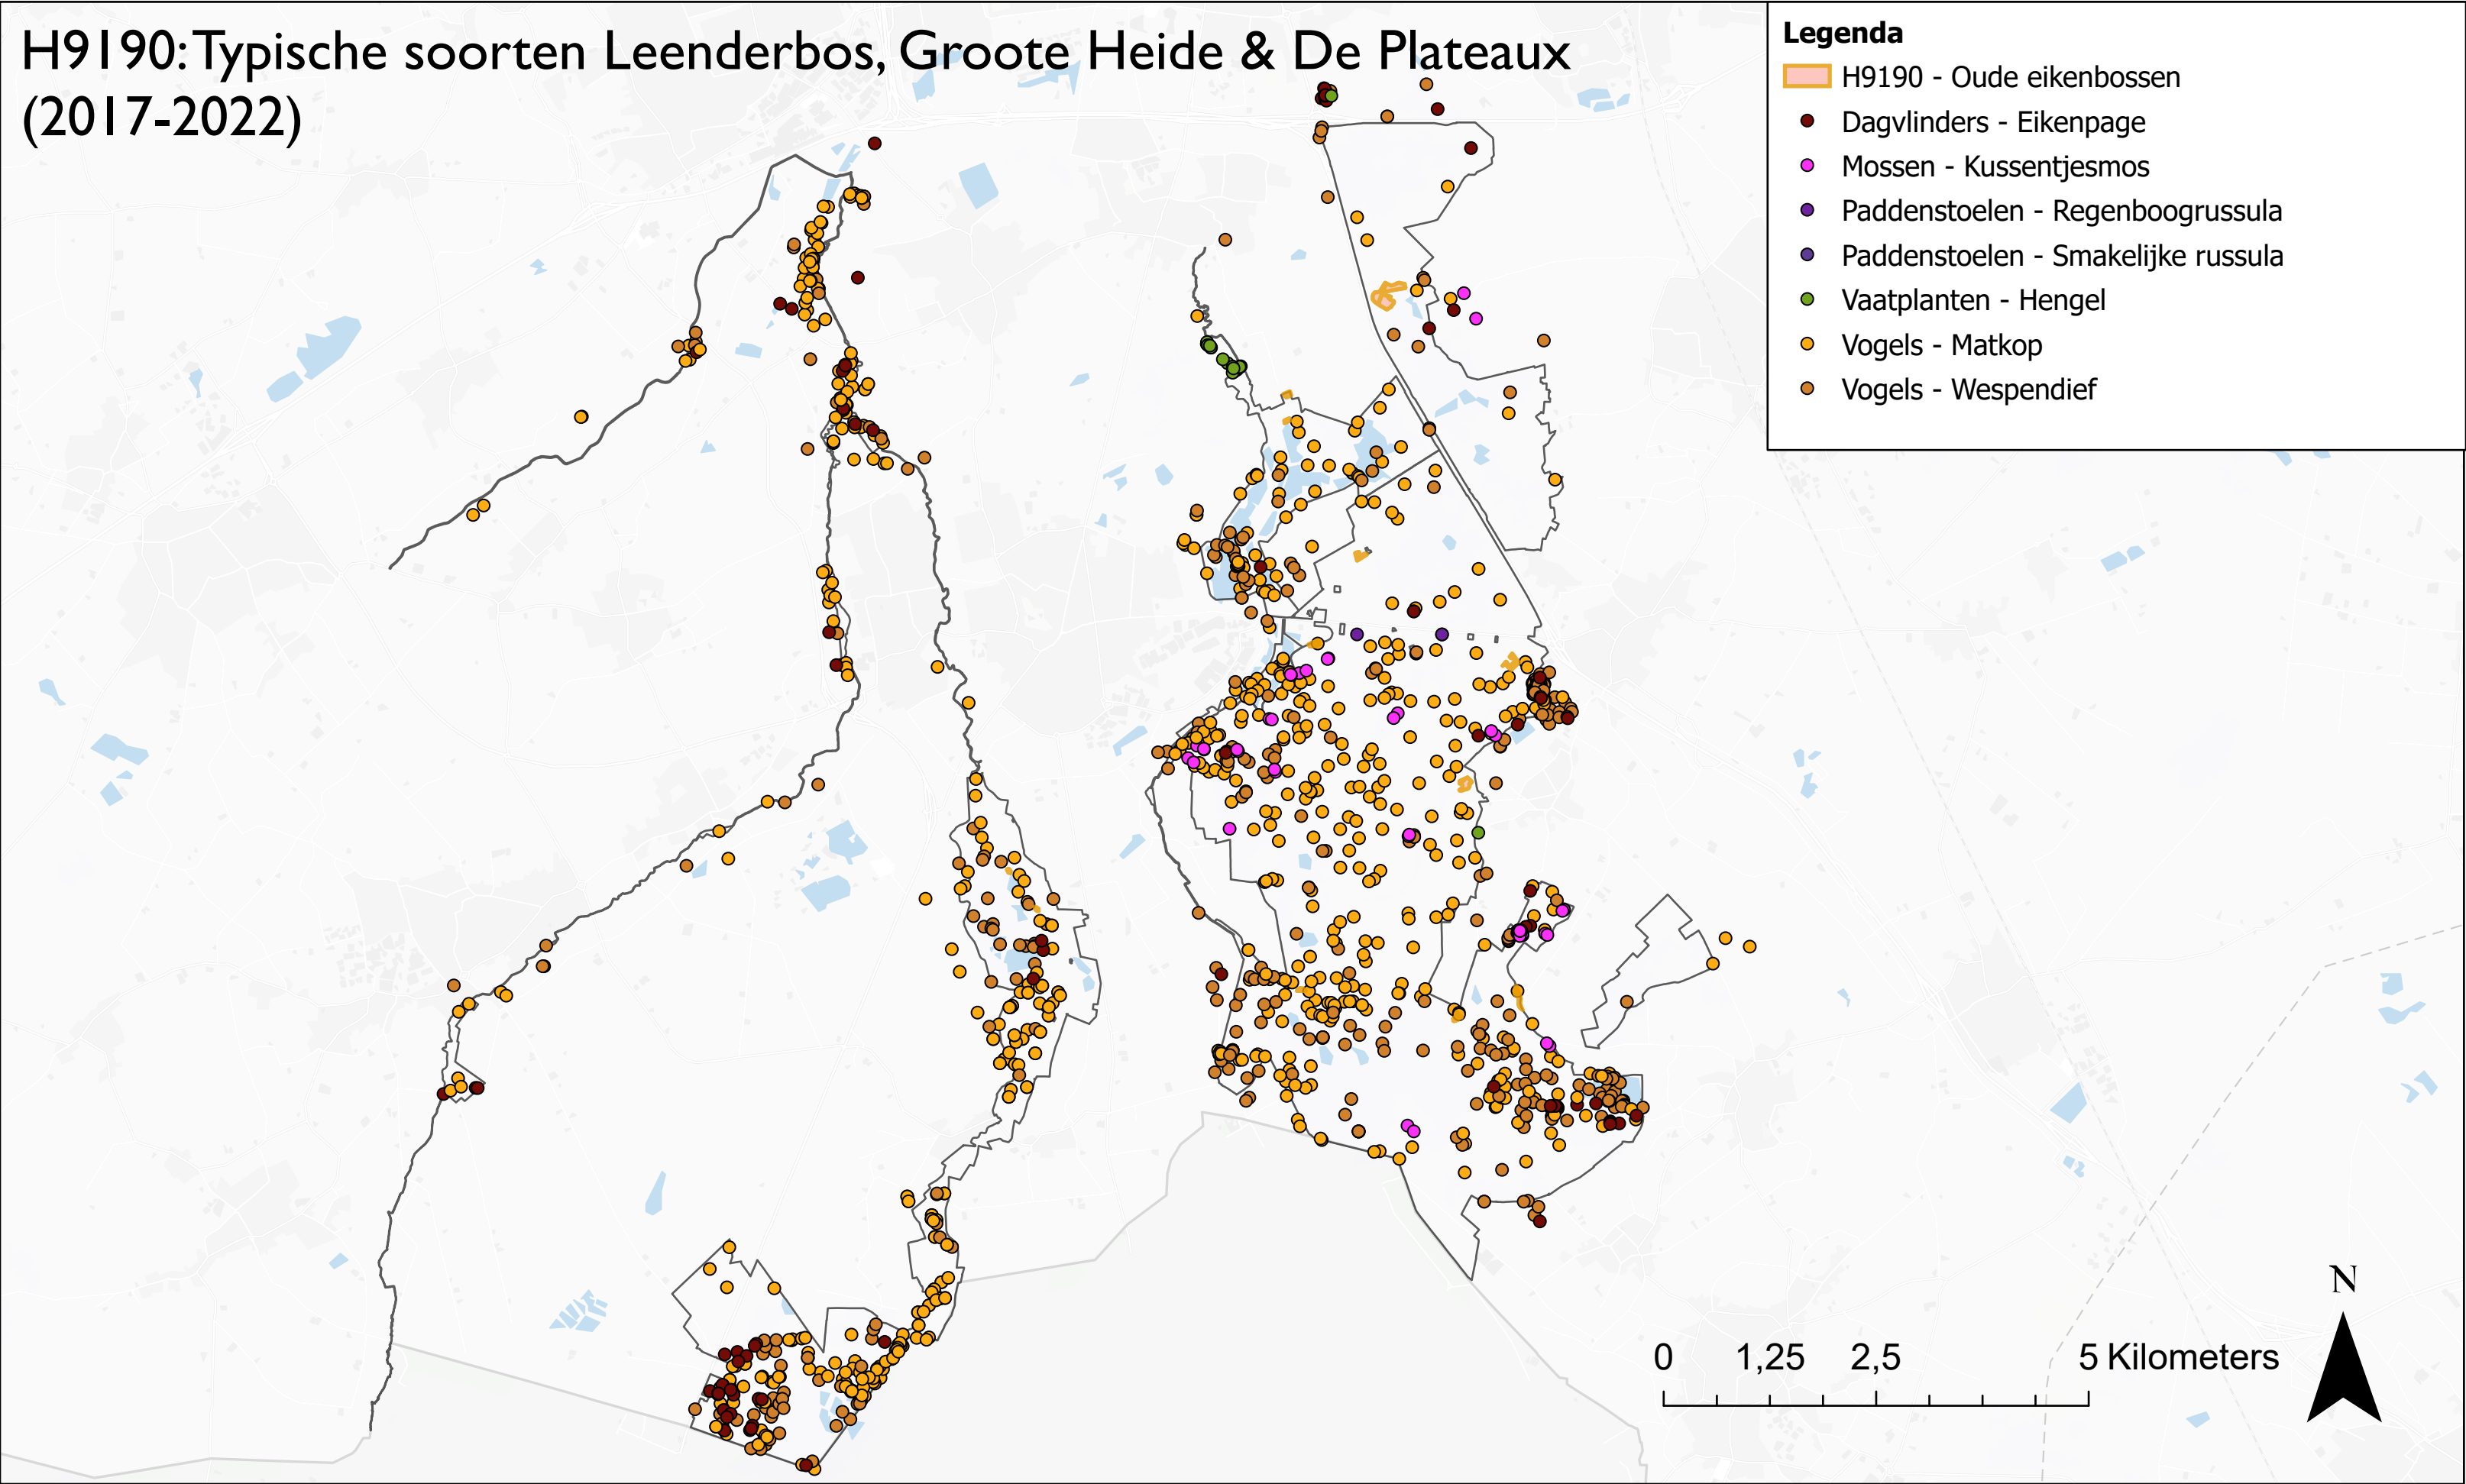 H9190: Typische soorten Leenderbos, Groote Heide & De Plateaux
(2017-2022)
Legenda
H9190 - Oude eikenbossen
Dagvlinders - Eikenpage
Mossen - Kussentjesmos
Paddenstoelen - Regenboogrussula
Paddenstoelen - Smakelijke russula
Vaatplanten - Hengel
Vogels - Matkop
Vogels - Wespendief
N
0 1,25 2,5 5 Kilometers